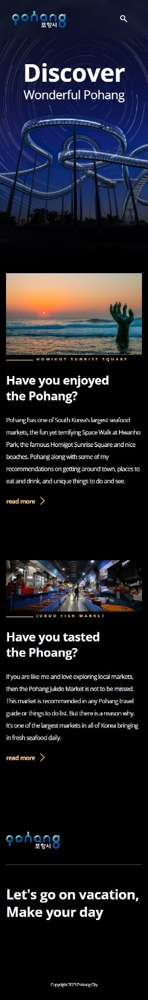 pohang
포항시
Discover
Wonderful Pohang
HOMIGOT SUNRISE SQUARE
Have you enjoyed
the Pohang?
Pohang has one of South Korea's largest seafood
markets, the fun yet terrifying Space Walk at Hwanho
Park, the famous Homigot Sunrise Square and nice
beaches. Pohang along with some of my
recommendations on getting around town, places to
eat and drink, and unique things to do and see.
read more
JUKDO FISH MARKET
Have you tasted
the Phoang?
If you are like me and love exploring local markets,
then the Pohang Jukdo Market is not to be missed.
This market is recommended in any Pohang travel
guide or things to do list. But there is a reason why.
It's one of the largest markets in all of Korea bringing
in fresh seafood daily.
read more
pohang
포항시
Let's go on vacation,
Make your day
Copyright 2023 Pohang City